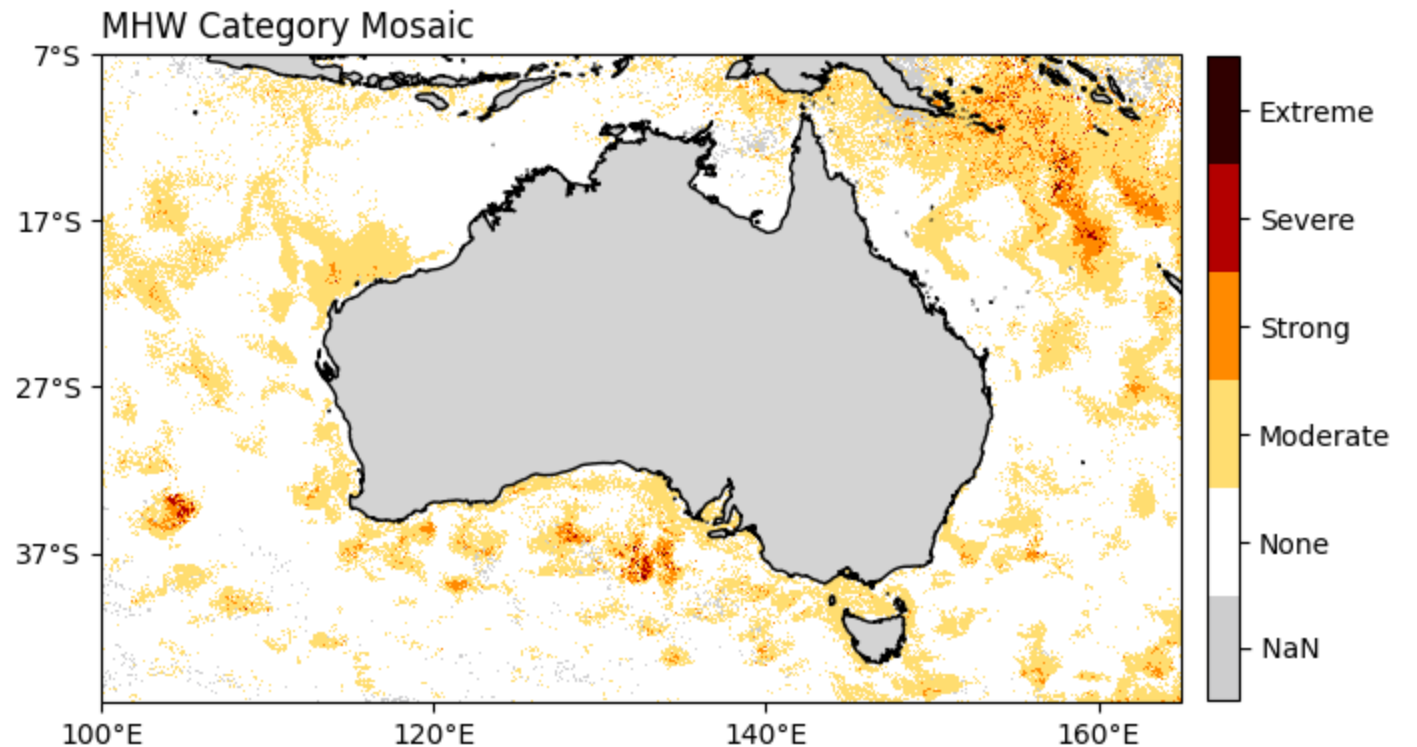 MHW Category Mosaic
7°S
17°S
27°S
37°S
100°E
120°E
140°E
160°E
Extreme
Severe
Strong
Moderate
None
NaN